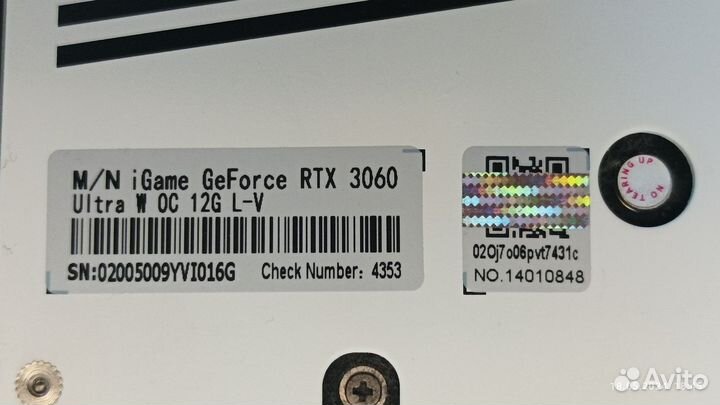 M/N iGame GeForce RTX 3060
Ultra W OC 12G L-V
SN:02005009YVI016G Check Number: 4353
02Oj7o06pvt7431c
NO.14010848
NO TEARING UP
Avito